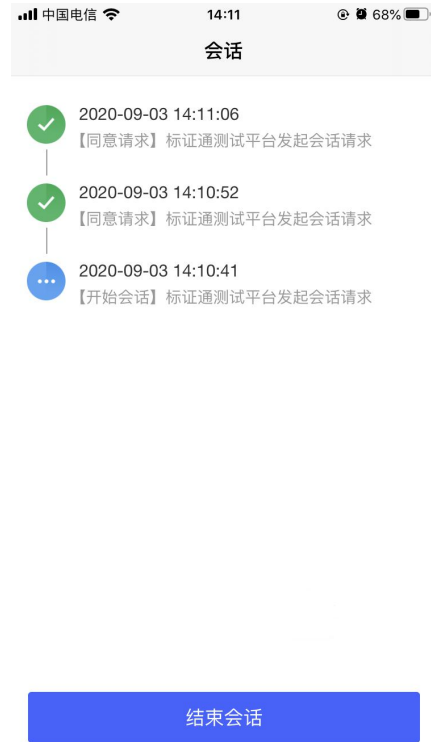 中国电信 14:11 68%
会话
2020-09-03 14:11:06
【同意请求】标证通测试平台发起会话请求
2020-09-03 14:10:52
【同意请求】标证通测试平台发起会话请求
2020-09-03 14:10:41
【开始会话】标证通测试平台发起会话请求
结束会话